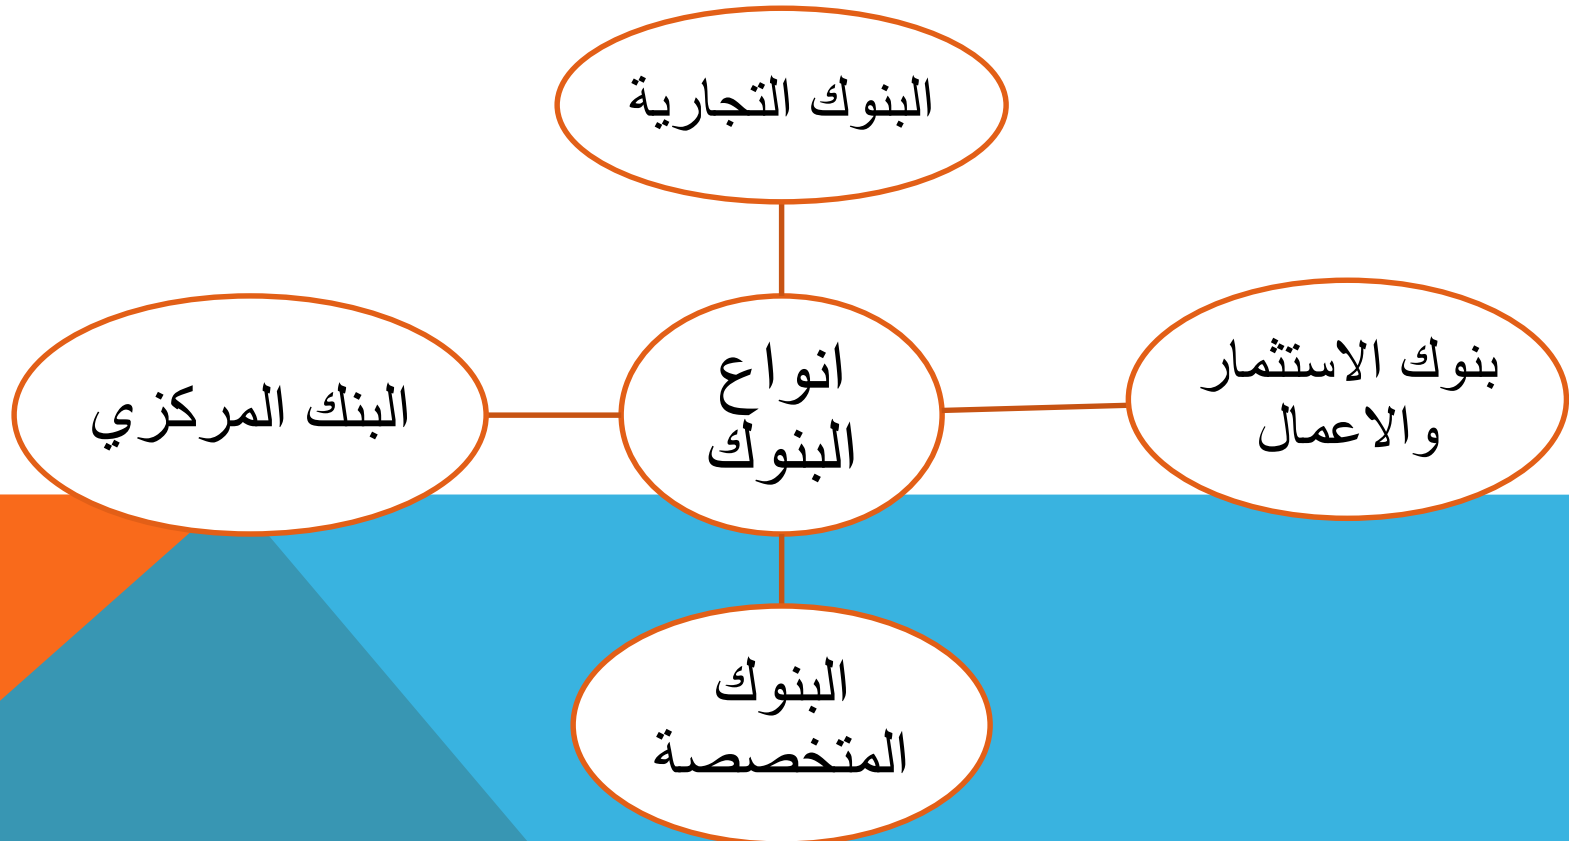 البنوك التجارية
بنوك الاستثمار
والاعمال
انواع
البنوك
البنك المركزي
البنوك
المتخصصة